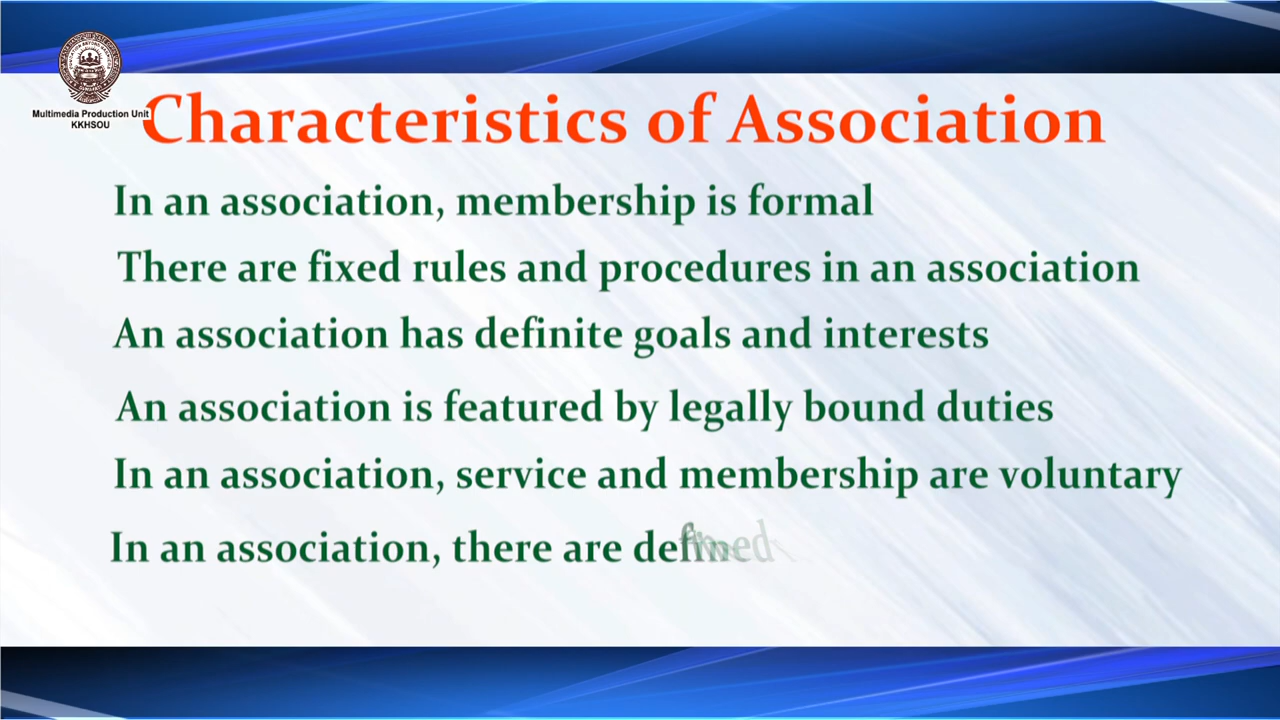 Multimedia Production Unit
KKHSOU
Characteristics of Association
In an association, membership is formal
There are fixed rules and procedures in an association
An association has definite goals and interests
An association is featured by legally bound duties
In an association, service and membership are voluntary
In an association, there are defined